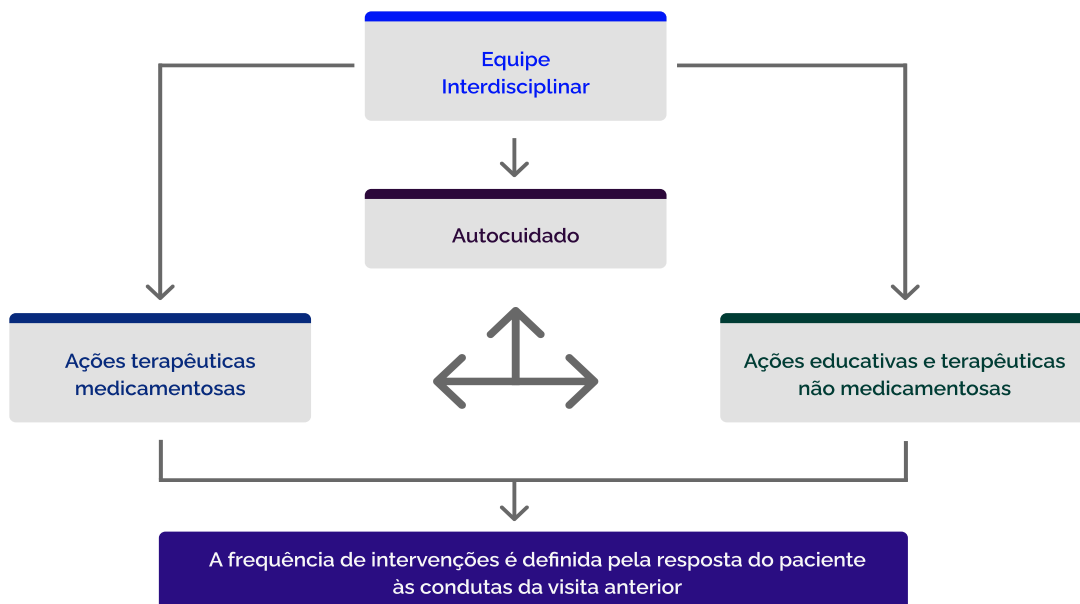 Equipe
Interdisciplinar
Autocuidado
Ações terapêuticas
medicamentosas
Ações educativas e terapêuticas
não medicamentosas
A frequência de intervenções é definida pela resposta do paciente
às condutas da visita anterior